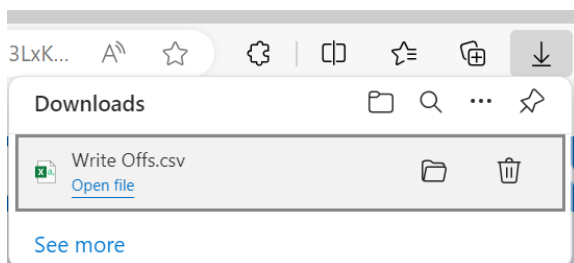 3LxK...
Downloads
Write Offs.csv
Open file
See more